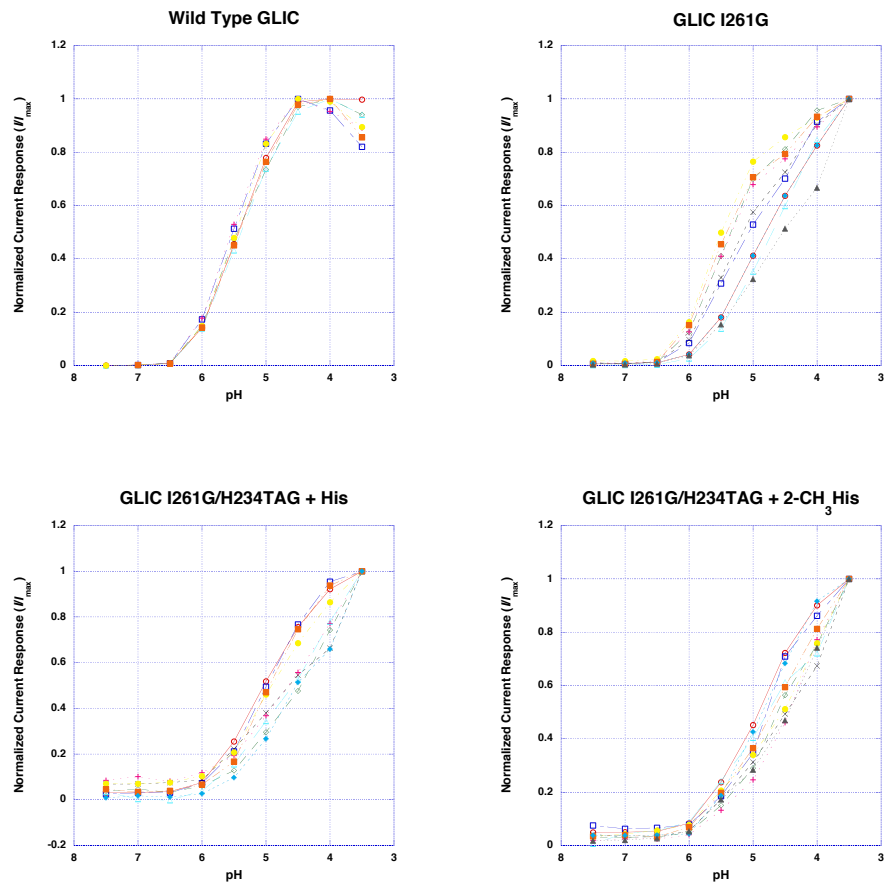 Wild Type GLIC
Normalized Current Response (I/I max)
1.2
1
0.8
0.6
0.4
0.2
0
8 7 6 5 4 3
pH
GLIC I261G
Normalized Current Response (I/I max)
1.2
1
0.8
0.6
0.4
0.2
0
8 7 6 5 4 3
pH
GLIC I261G/H234TAG + His
Normalized Current Response (I/I max)
1.2
1
0.8
0.6
0.4
0.2
0
-0.2
8 7 6 5 4 3
pH
GLIC I261G/H234TAG + 2-CH3His
Normalized Current Response (I/I max)
1.2
1
0.8
0.6
0.4
0.2
0
8 7 6 5 4 3
pH